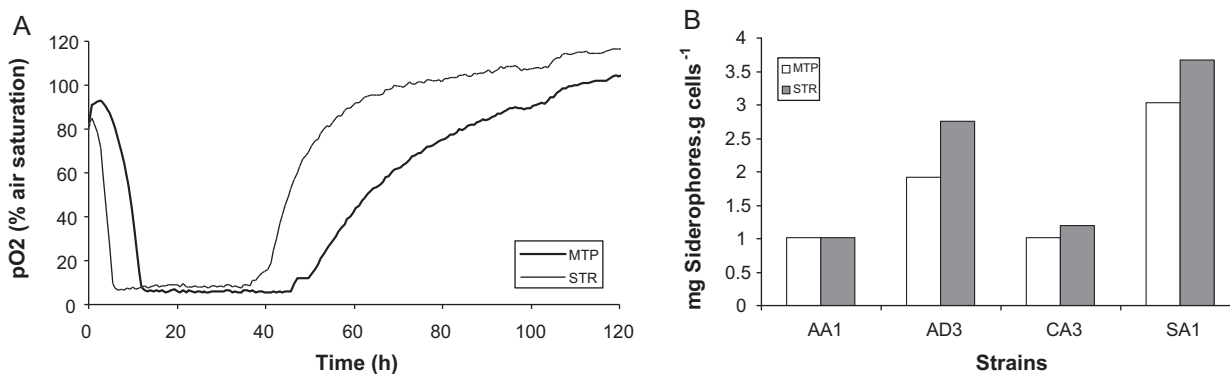 A
pO2 (% air saturation)
120
100
80
60
40
20
0
0 20 40 60 80 100 120
Time (h)
MTP
STR
B
mg Siderophores.g cells⁻¹
4
3.5
3
2.5
2
1.5
1
0.5
0
MTP
STR
AA1 AD3 CA3 SA1
Strains